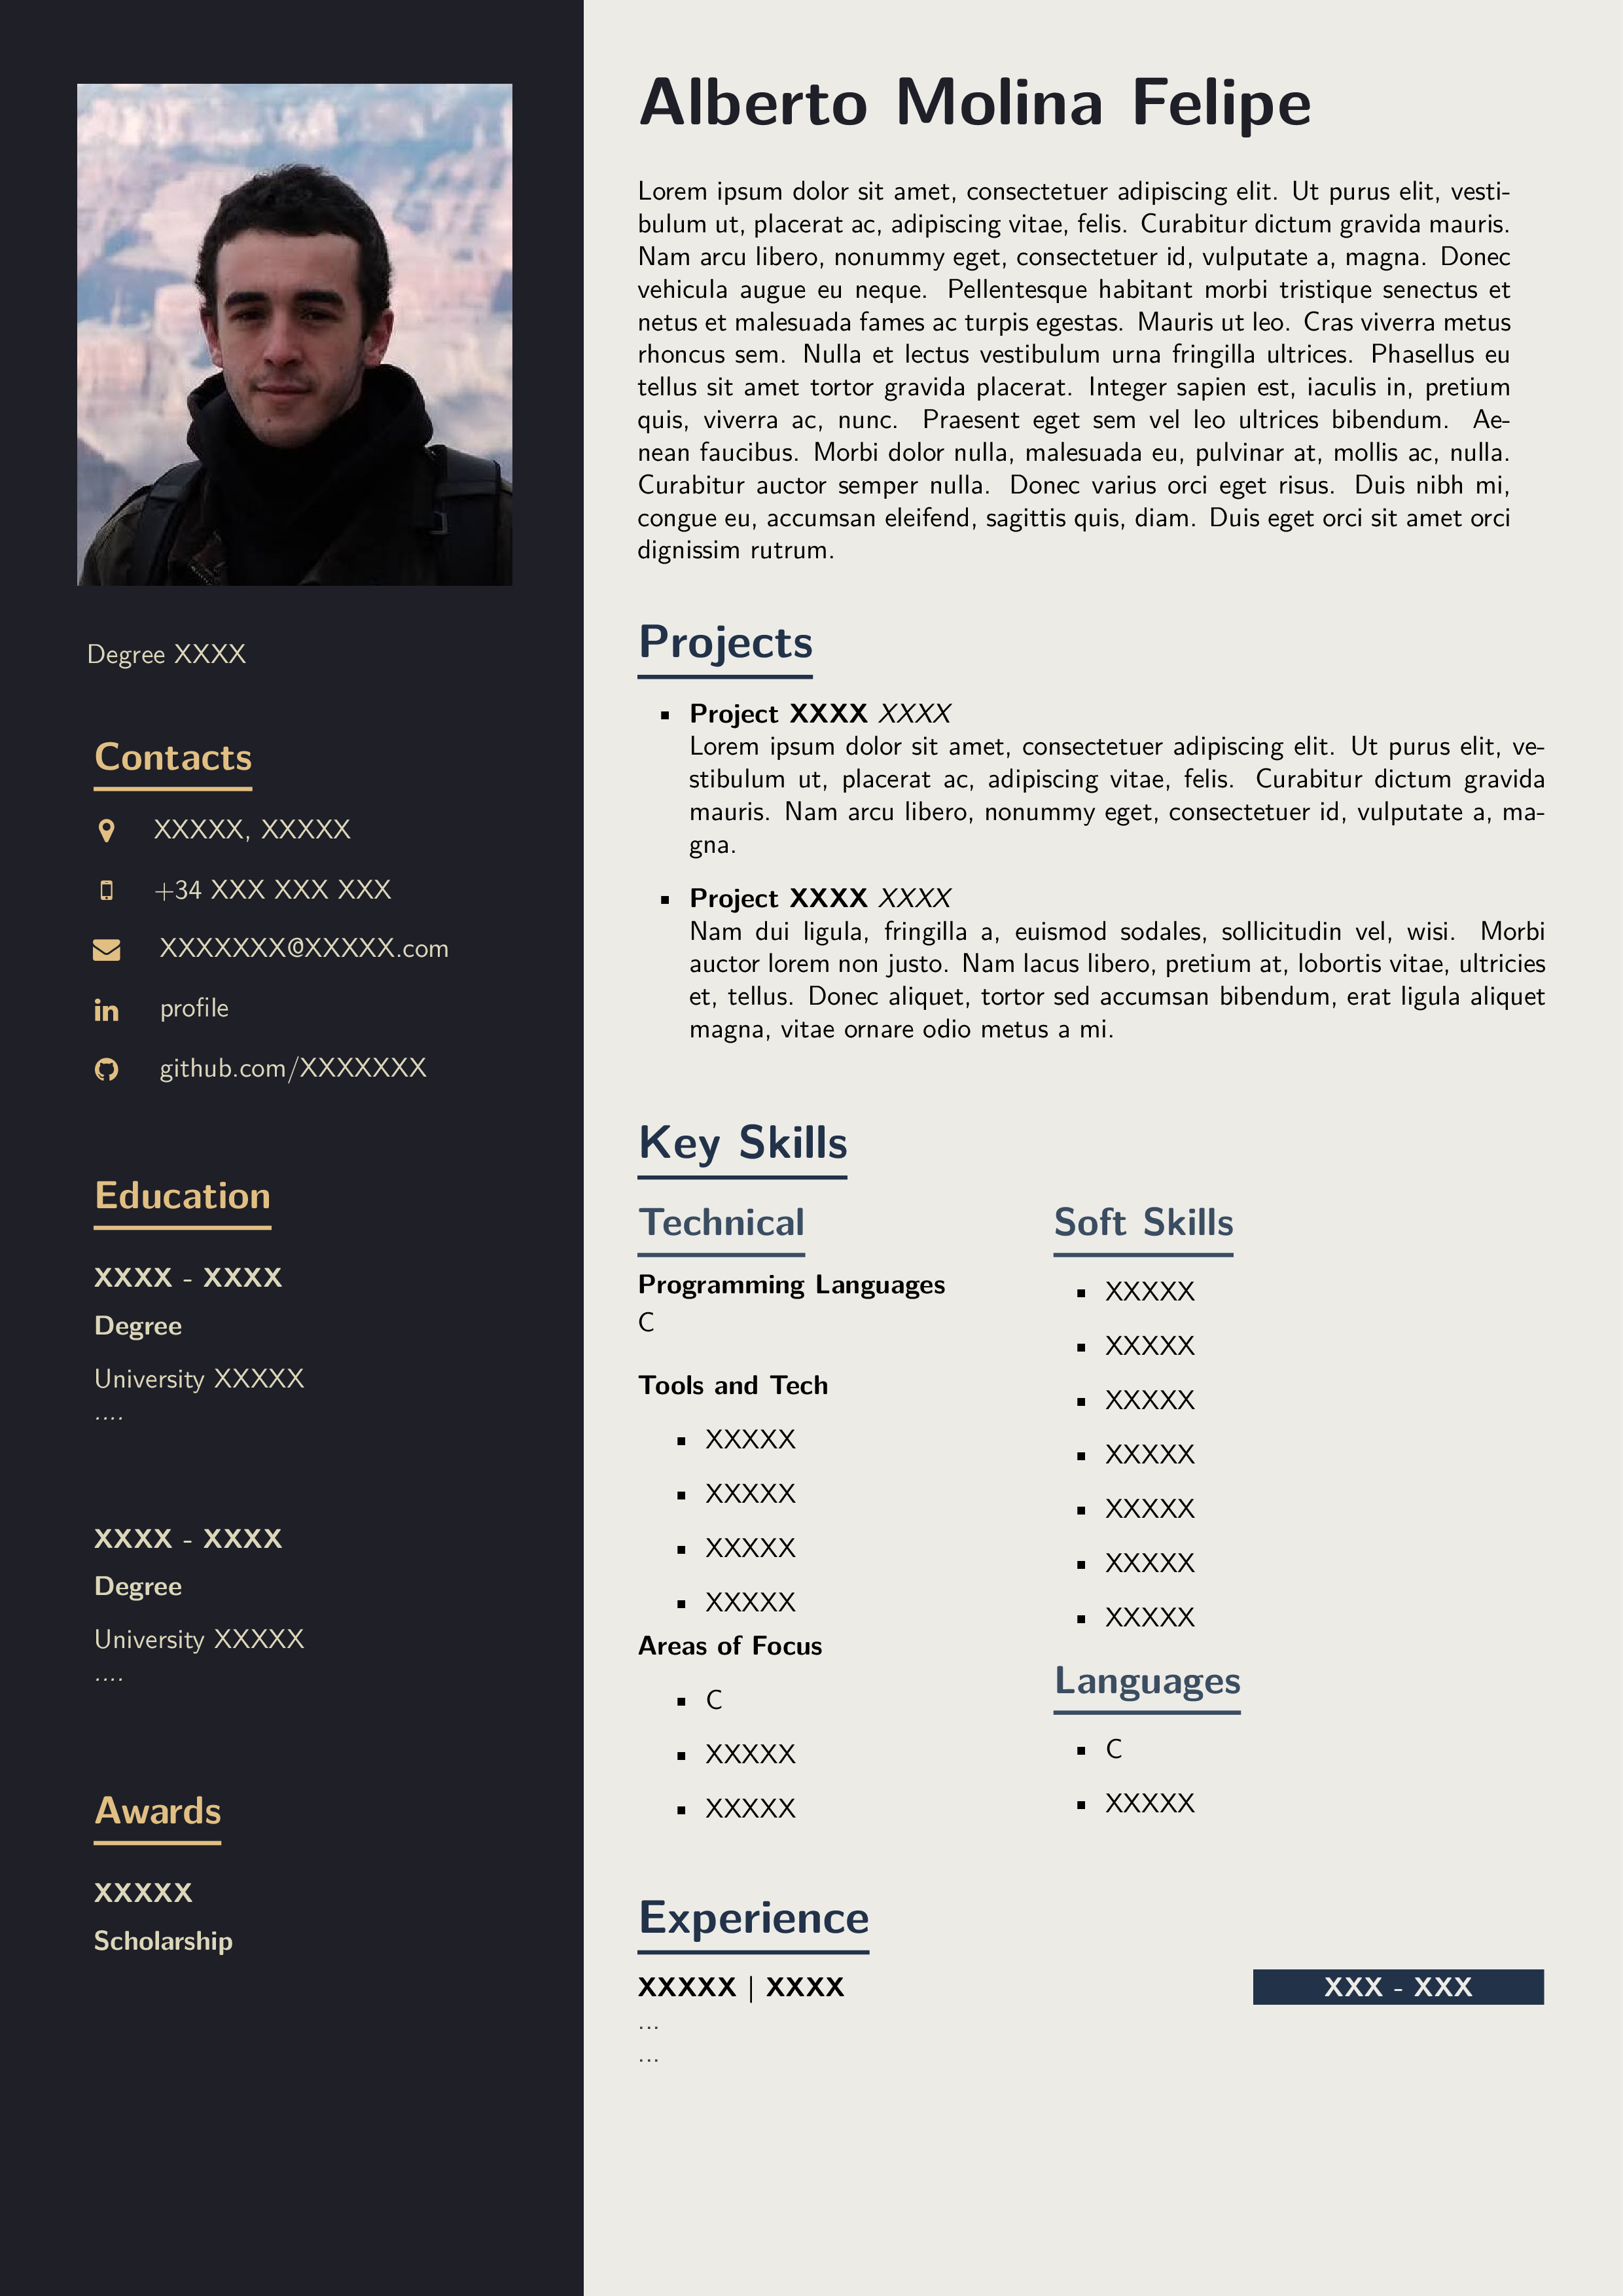 Degree XXXX
Contacts
XXXXX, XXXXX
+34 XXX XXX XXX
XXXXXXX@XXXXX.com
profile
github.com/XXXXXXX
Education
XXXX - XXXX
Degree
University XXXXX
....
XXXX - XXXX
Degree
University XXXXX
....
Awards
XXXXX
Scholarship
Alberto Molina Felipe
Lorem ipsum dolor sit amet, consectetuer adipiscing elit. Ut purus elit, vesti-
bulum ut, placerat ac, adipiscing vitae, felis. Curabitur dictum gravida mauris.
Nam arcu libero, nonummy eget, consectetuer id, vulputate a, magna. Donec
vehicula augue eu neque. Pellentesque habitant morbi tristique senectus et
netus et malesuada fames ac turpis egestas. Mauris ut leo. Cras viverra metus
rhoncus sem. Nulla et lectus vestibulum urna fringilla ultrices. Phasellus eu
tellus sit amet tortor gravida placerat. Integer sapien est, iaculis in, pretium
quis, viverra ac, nunc. Praesent eget sem vel leo ultrices bibendum. Ae-
nean faucibus. Morbi dolor nulla, malesuada eu, pulvinar at, mollis ac, nulla.
Curabitur auctor semper nulla. Donec varius orci eget risus. Duis nibh mi,
congue eu, accumsan eleifend, sagittis quis, diam. Duis eget orci sit amet orci
dignissim rutrum.
Projects
▪ Project XXXX XXXX
Lorem ipsum dolor sit amet, consectetuer adipiscing elit. Ut purus elit, ve-
stibulum ut, placerat ac, adipiscing vitae, felis. Curabitur dictum gravida
mauris. Nam arcu libero, nonummy eget, consectetuer id, vulputate a, ma-
gna.
▪ Project XXXX XXXX
Nam dui ligula, fringilla a, euismod sodales, sollicitudin vel, wisi. Morbi
auctor lorem non justo. Nam lacus libero, pretium at, lobortis vitae, ultricies
et, tellus. Donec aliquet, tortor sed accumsan bibendum, erat ligula aliquet
magna, vitae ornare odio metus a mi.
Key Skills
Technical
Programming Languages
C
Tools and Tech
▪ XXXXX
▪ XXXXX
▪ XXXXX
▪ XXXXX
Areas of Focus
▪ C
▪ XXXXX
▪ XXXXX
Soft Skills
▪ XXXXX
▪ XXXXX
▪ XXXXX
▪ XXXXX
▪ XXXXX
▪ XXXXX
▪ XXXXX
Languages
▪ C
▪ XXXXX
Experience
XXXXX | XXXX XXX - XXX
...
...